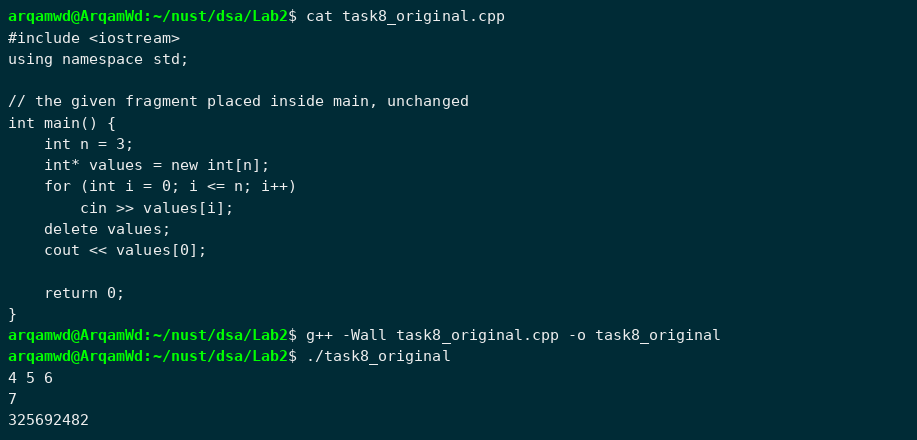 arqamwd@ArqamWd:~/nust/dsa/Lab2$ cat task8_original.cpp
#include <iostream>
using namespace std;

// the given fragment placed inside main, unchanged
int main() {
    int n = 3;
    int* values = new int[n];
    for (int i = 0; i <= n; i++)
        cin >> values[i];
    delete values;
    cout << values[0];

    return 0;
}
arqamwd@ArqamWd:~/nust/dsa/Lab2$ g++ -Wall task8_original.cpp -o task8_original
arqamwd@ArqamWd:~/nust/dsa/Lab2$ ./task8_original
4 5 6
7
325692482